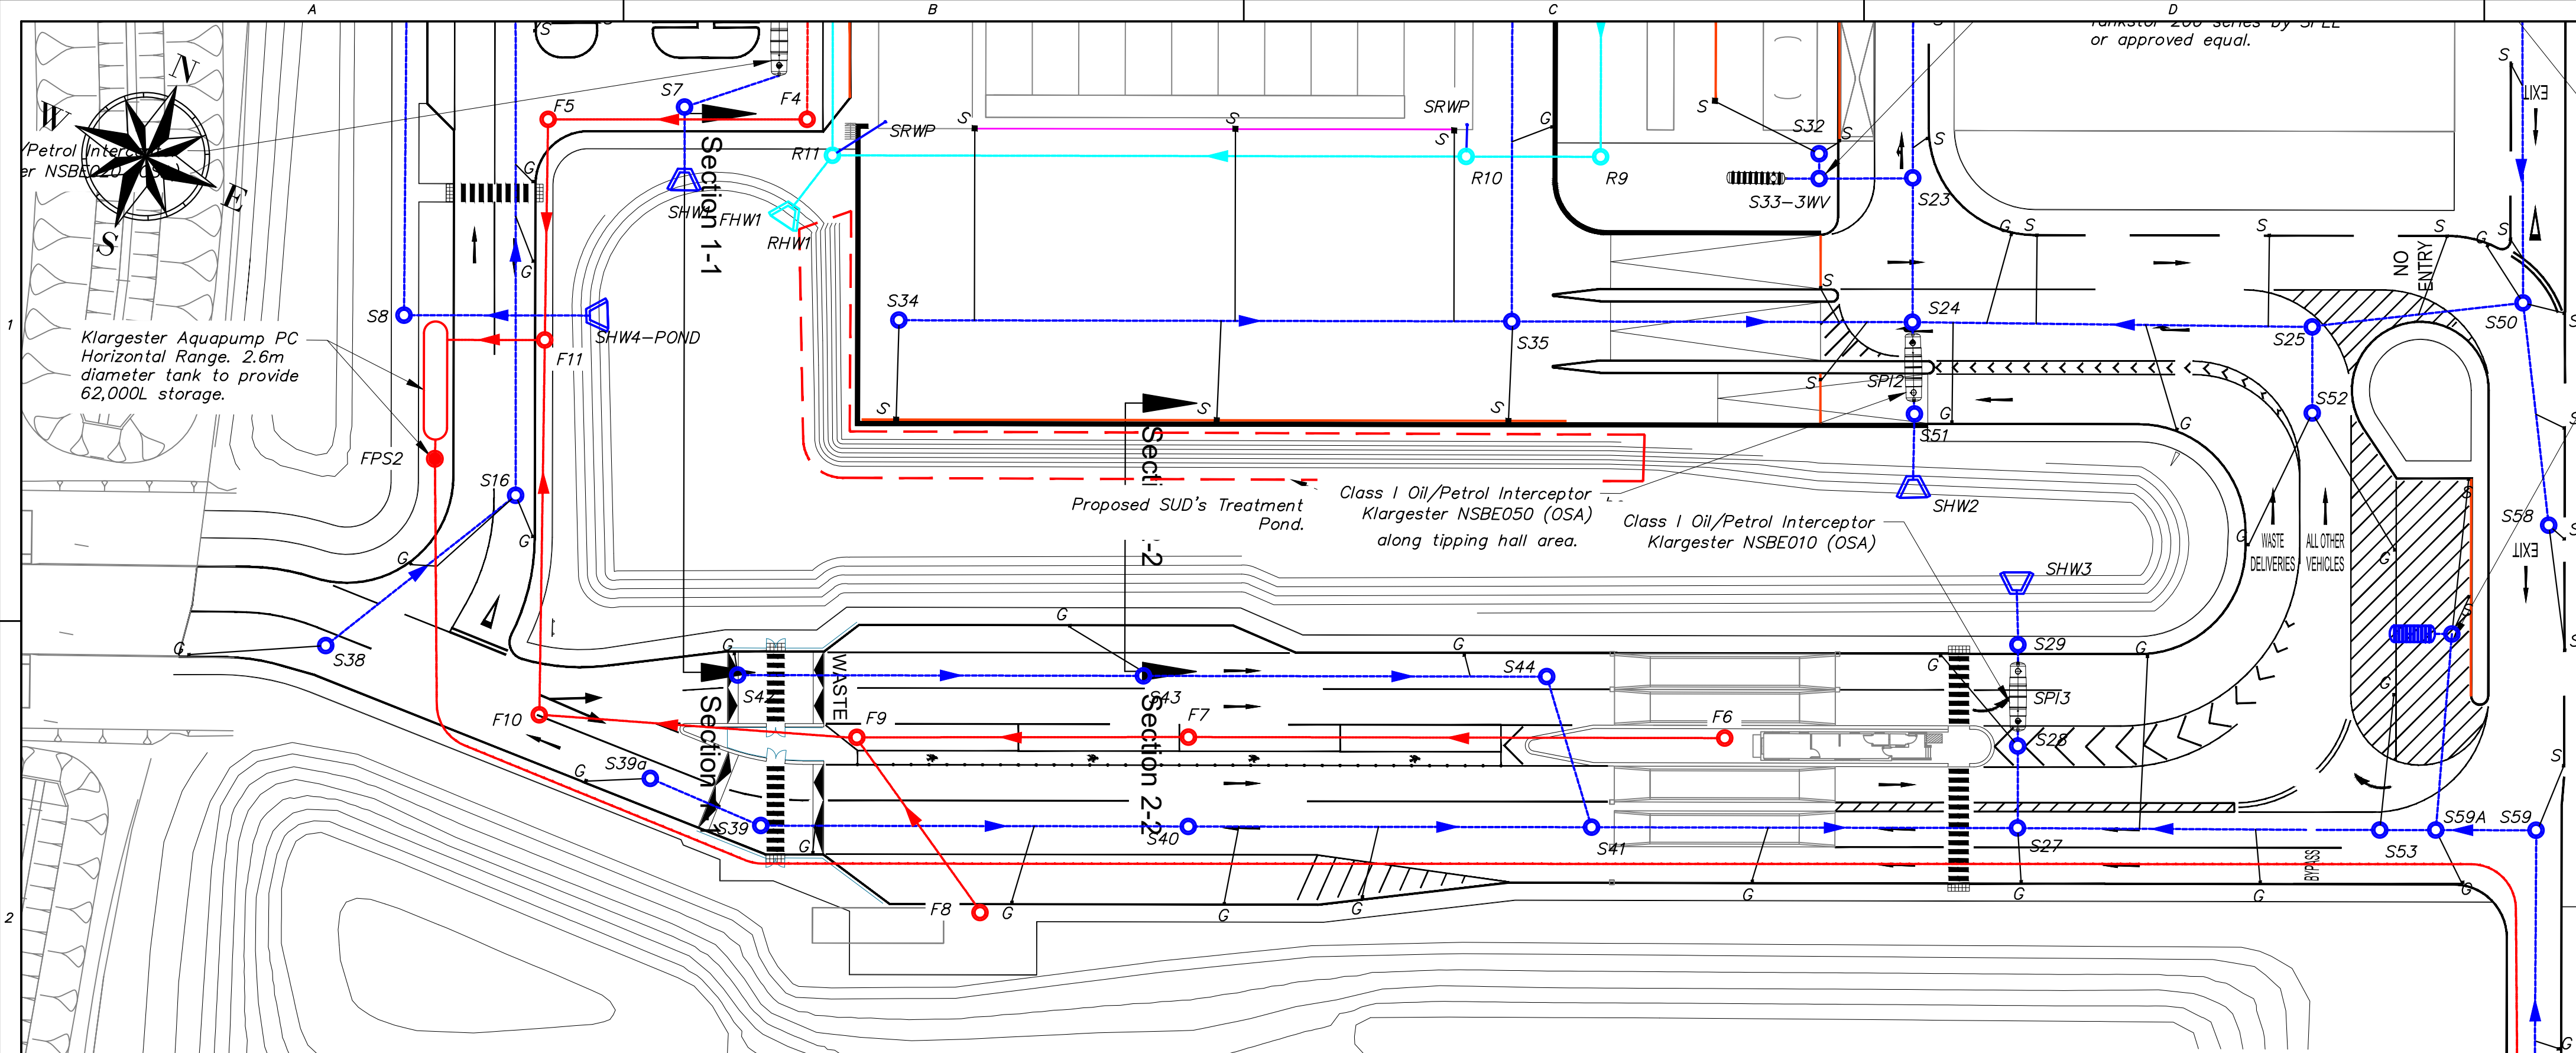 A
B
C
D
1
2
N
W
E
S
Tankstor 200 series by SPEL
or approved equal.
/Petrol Interceptor
er NSBE020 (OSA)
Klargester Aquapump PC
Horizontal Range. 2.6m
diameter tank to provide
62,000L storage.
Proposed SUD's Treatment
Pond.
Class I Oil/Petrol Interceptor
Klargester NSBE050 (OSA)
along tipping hall area.
Class I Oil/Petrol Interceptor
Klargester NSBE010 (OSA)
Section 1-1
Secti
-2
Section 1
Section 2-2
S7
F4
F5
SRWP
SRWP
R11
R10
R9
SHW1
FHW1
RHW1
S8
SHW4-POND
F11
FPS2
S16
S38
S34
S35
S32
S33-3WV
S23
S24
SPI2
S51
SHW2
S25
S52
S50
S58
SHW3
S29
SPI3
S28
S27
S42
S43
S44
F10
F9
F7
F6
F8
S39a
S39
S40
S41
S53
S59A
S59
WASTE
NO
ENTRY
EXIT
EXIT
WASTE
DELIVERIES
ALL OTHER
VEHICLES
BYPASS